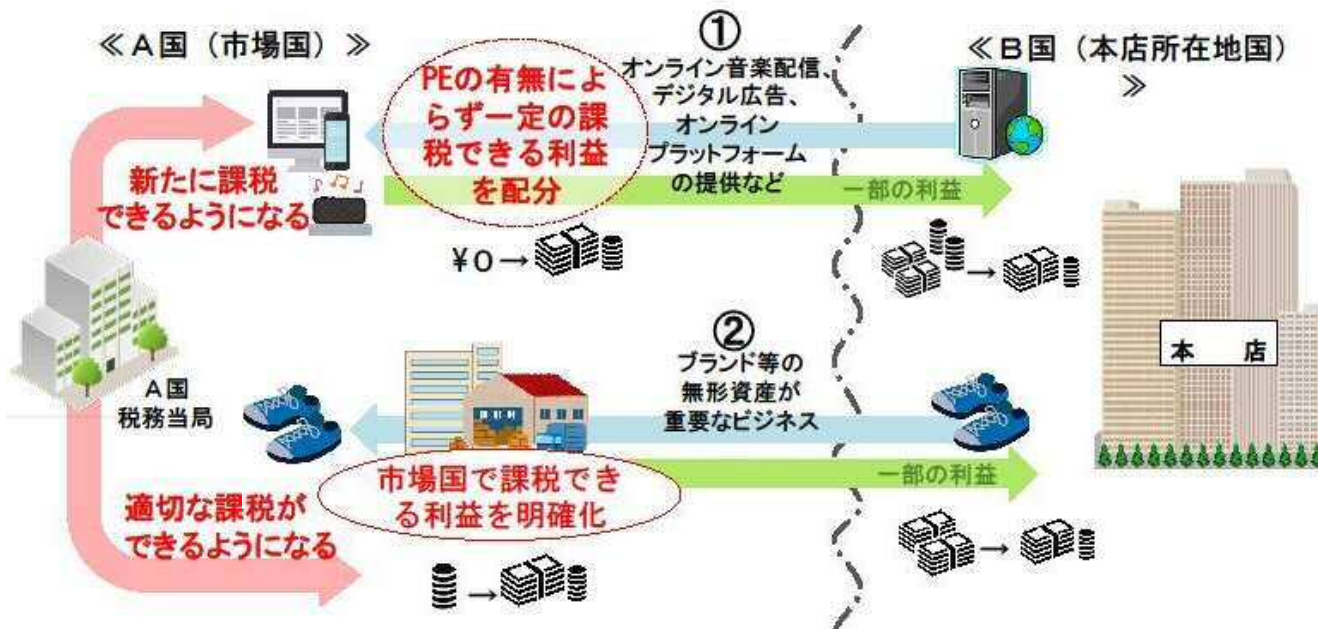 ≪A国（市場国）≫
①
オンライン音楽配信、
デジタル広告、
オンライン
プラットフォーム
の提供など
≪B国（本店所在地国）
≫
PEの有無によ
らず一定の課
税できる利益
を配分
新たに課税
できるようになる
一部の利益
￥0→
→
A国
税務当局
②
ブランド等の
無形資産が
重要なビジネス
本　店
市場国で課税でき
る利益を明確化
一部の利益
適切な課税が
できるようになる
→
→